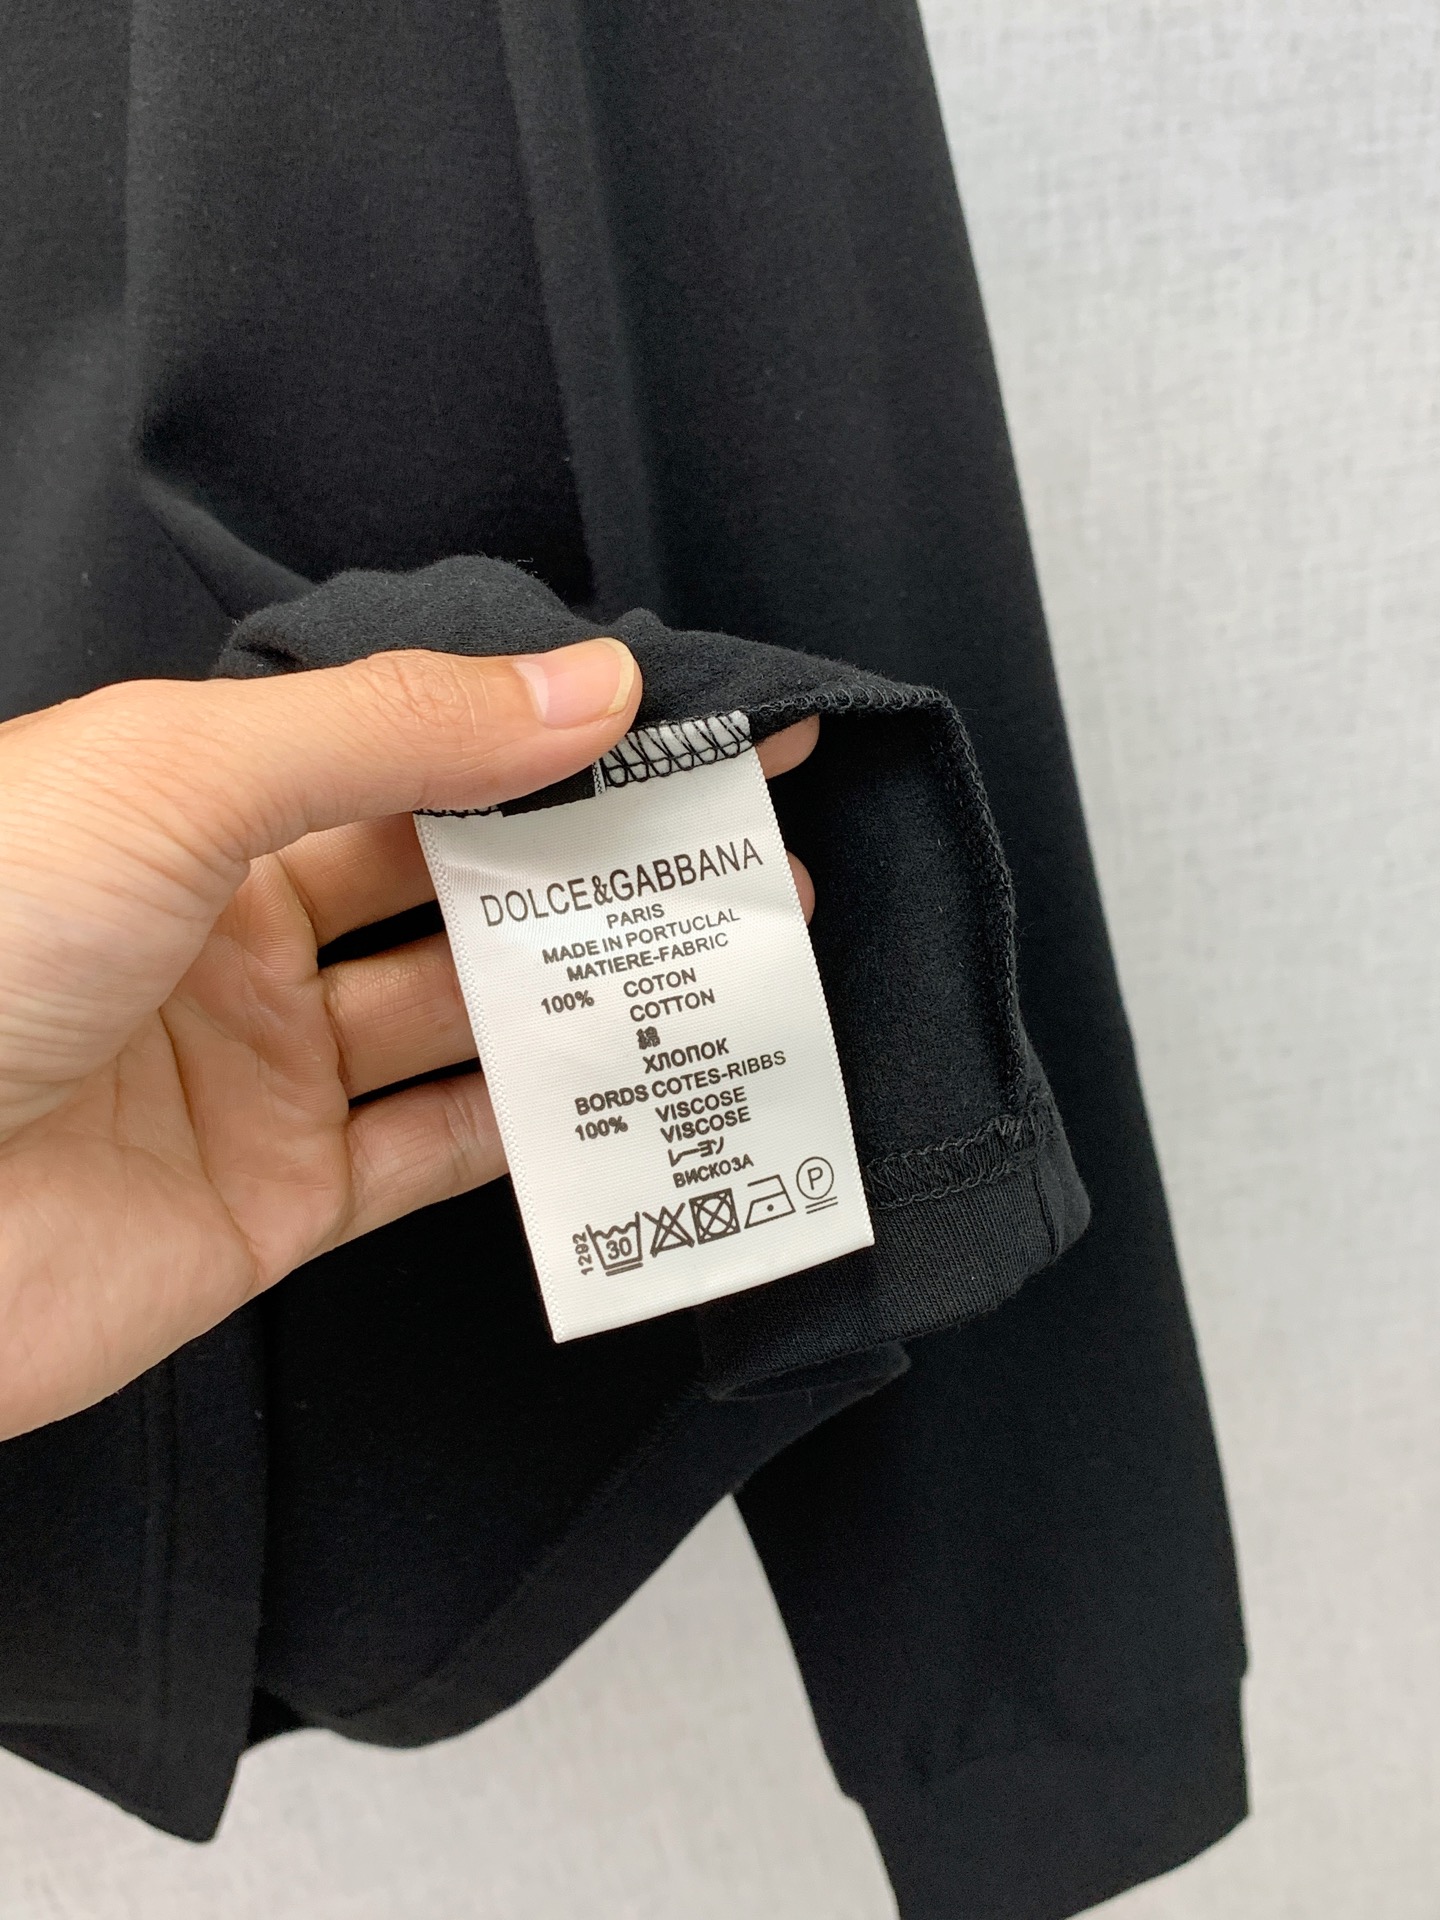 DOLCE&GABBANA
PARIS
MADE IN PORTUCLAL
MATIERE-FABRIC
100% COTON
COTTON
綿
ХЛОПОК
BORDS COTES-RIBBS
100% VISCOSE
VISCOSE
レーヨン
ВИСКОЗА
1292 30 P